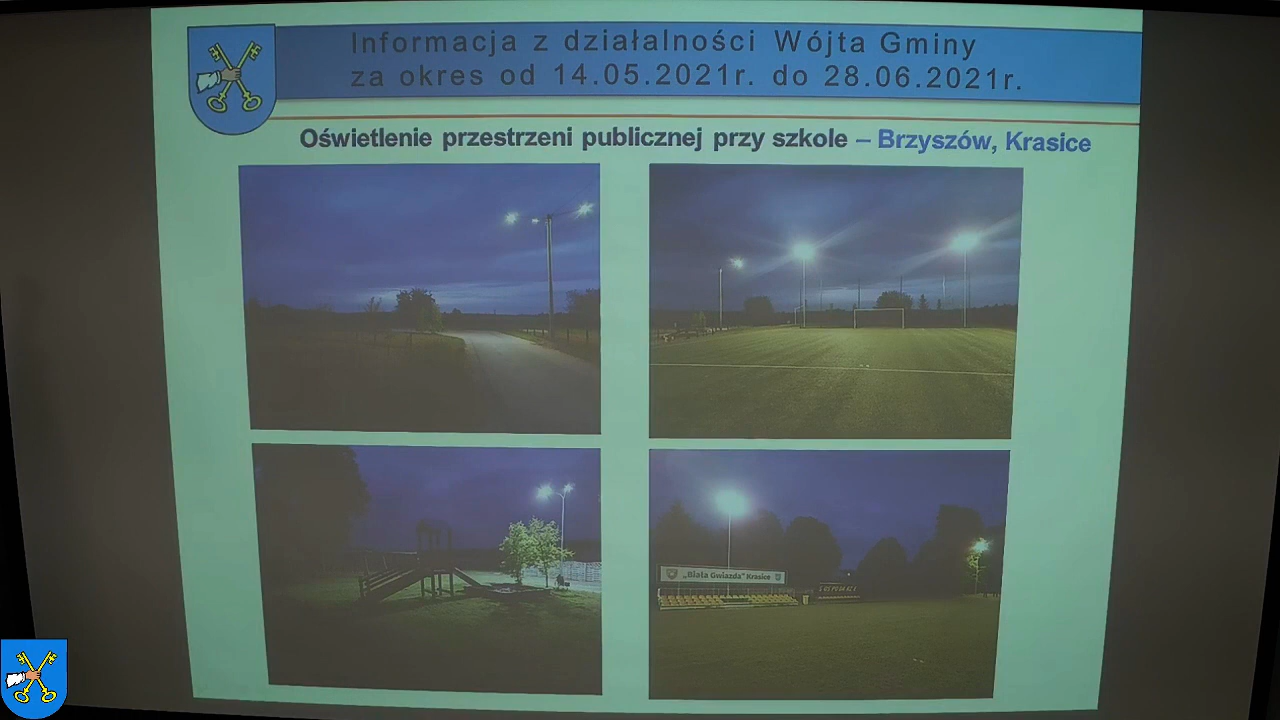 Informacja z działalności Wójta Gminy
za okres od 14.05.2021r. do 28.06.2021r.
Oświetlenie przestrzeni publicznej przy szkole – Brzyszów, Krasice
„Biała Gwiazda" Krasice